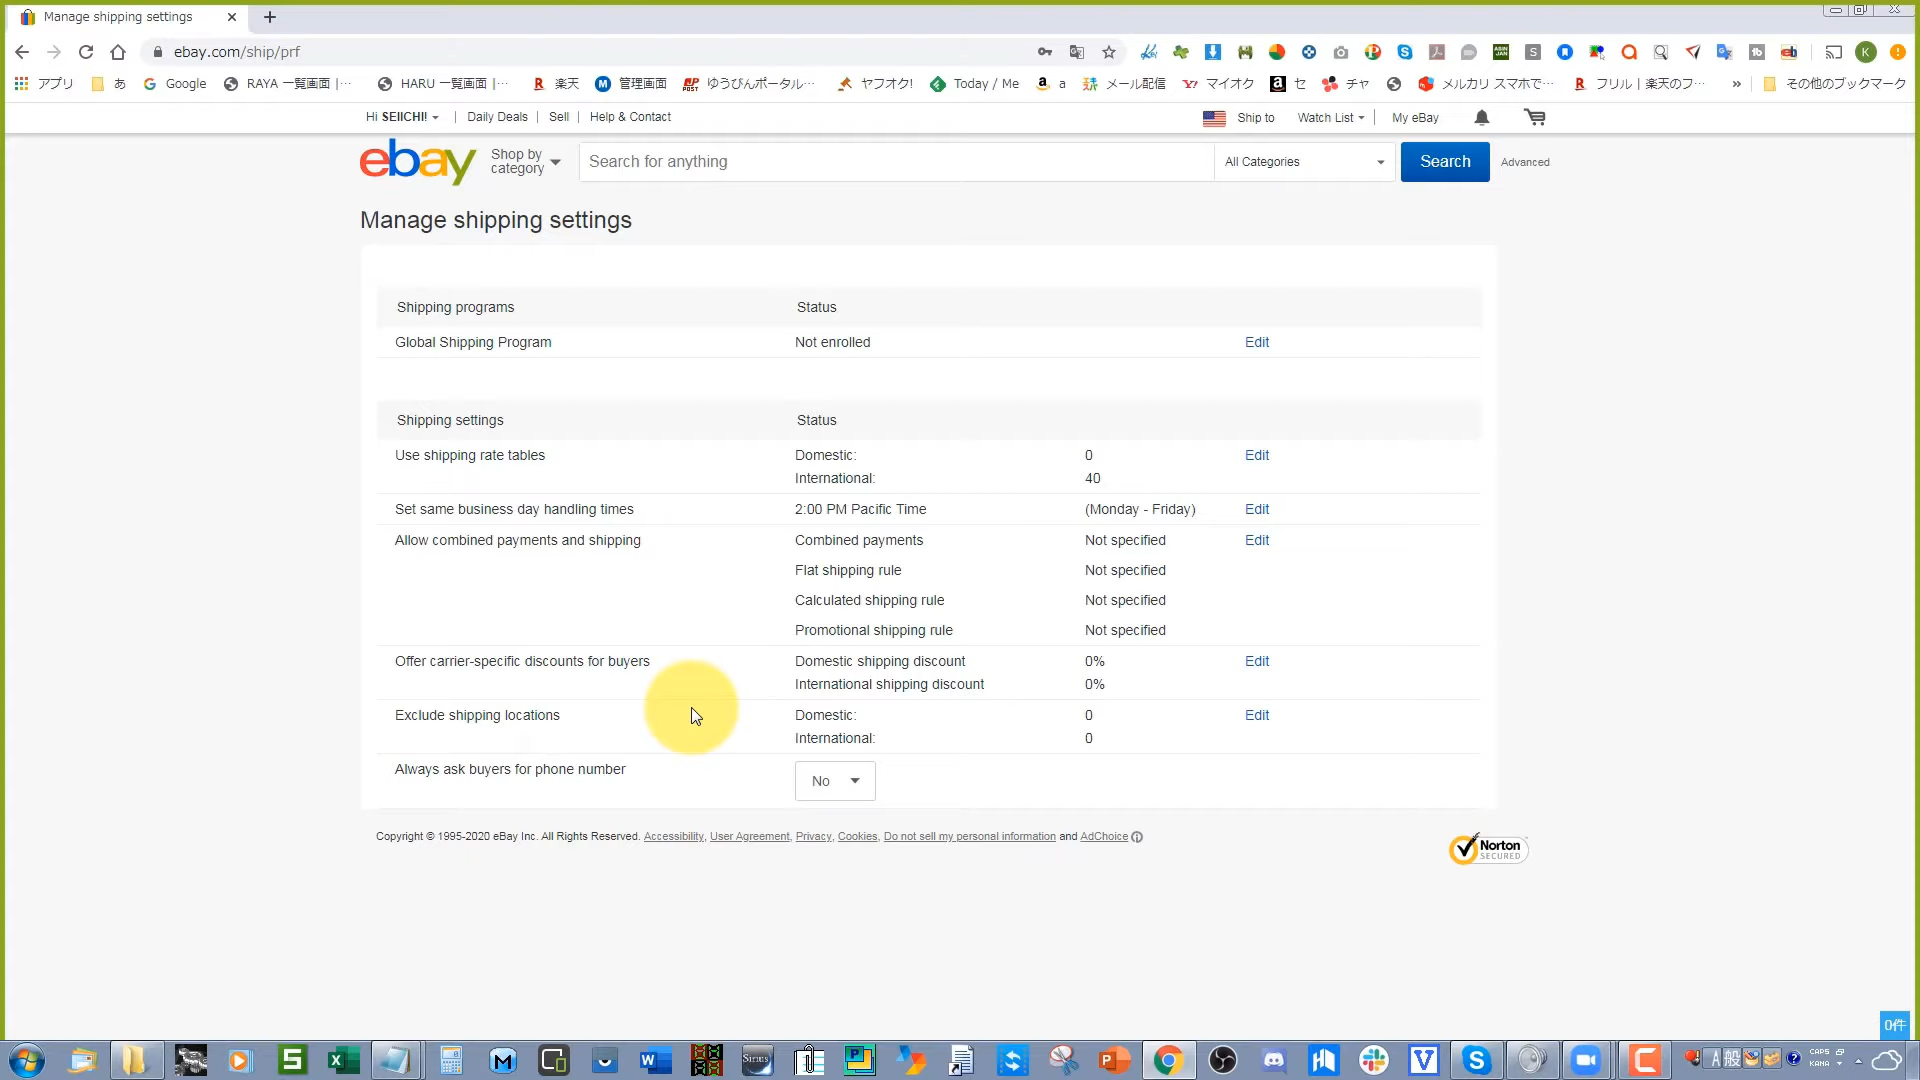 Manage shipping settings
ebay.com/ship/prf
アプリ
あ
Google
RAYA 一覧画面 |…
HARU 一覧画面 |…
楽天
管理画面
ゆうびんポータル…
ヤフオク!
Today / Me
a
メール配信
マイオク
セ
チャ
メルカリ スマホで…
フリル | 楽天のフ…
»
その他のブックマーク
Hi SEIICHI!
Daily Deals
Sell
Help & Contact
Ship to
Watch List
My eBay
ebay
Shop by category
Search for anything
All Categories
Search
Advanced
Manage shipping settings
Shipping programs Status
Global Shipping Program Not enrolled Edit
Shipping settings Status
Use shipping rate tables Domestic: 0 Edit
International: 40
Set same business day handling times 2:00 PM Pacific Time (Monday - Friday) Edit
Allow combined payments and shipping Combined payments Not specified Edit
Flat shipping rule Not specified
Calculated shipping rule Not specified
Promotional shipping rule Not specified
Offer carrier-specific discounts for buyers Domestic shipping discount 0% Edit
International shipping discount 0%
Exclude shipping locations Domestic: 0 Edit
International: 0
Always ask buyers for phone number No
Copyright © 1995-2020 eBay Inc. All Rights Reserved. Accessibility, User Agreement, Privacy, Cookies, Do not sell my personal information and AdChoice
Norton
SECURED
0件
A 般
CAPS
KANA